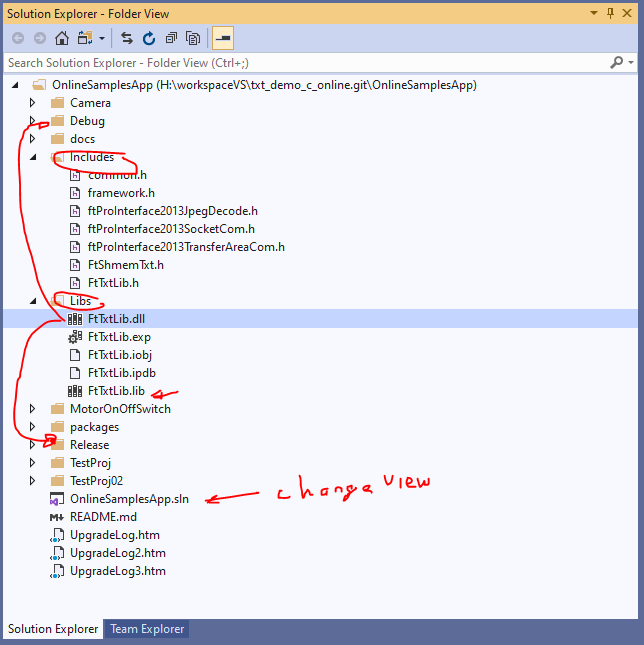 Solution Explorer - Folder View
Search Solution Explorer - Folder View (Ctrl+;)
OnlineSamplesApp (H:\workspaceVS\txt_demo_c_online.git\OnlineSamplesApp)
Camera
Debug
docs
Includes
common.h
framework.h
ftProInterface2013JpegDecode.h
ftProInterface2013SocketCom.h
ftProInterface2013TransferAreaCom.h
FtShmemTxt.h
FtTxtLib.h
Libs
FtTxtLib.dll
FtTxtLib.exp
FtTxtLib.iobj
FtTxtLib.ipdb
FtTxtLib.lib
MotorOnOffSwitch
packages
Release
TestProj
TestProj02
OnlineSamplesApp.sln change view
README.md
UpgradeLog.htm
UpgradeLog2.htm
UpgradeLog3.htm
Solution Explorer Team Explorer